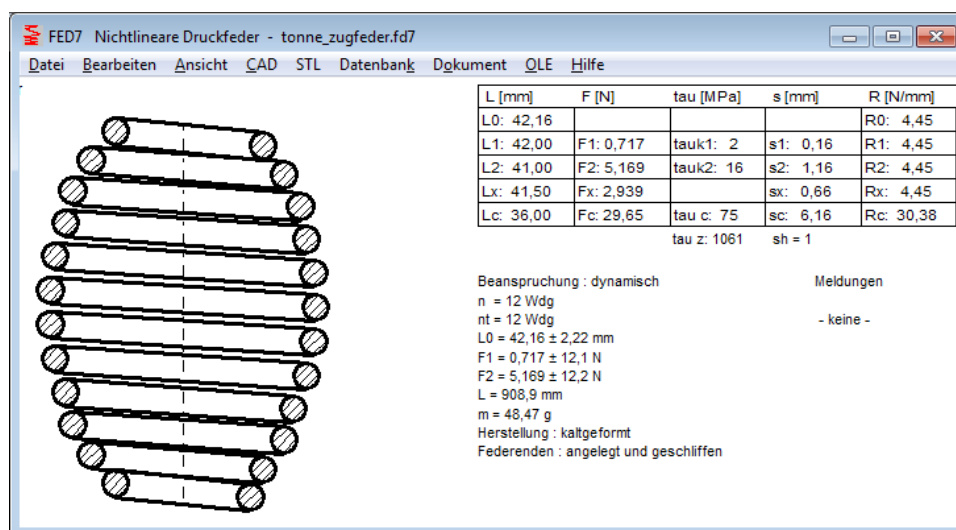 FED7 Nichtlineare Druckfeder - tonne_zugfeder.fd7
Datei Bearbeiten Ansicht CAD STL Datenbank Dokument OLE Hilfe
L [mm] F [N] tau [MPa] s [mm] R [N/mm]
L0: 42,16 R0: 4,45
L1: 42,00 F1: 0,717 tauk1: 2 s1: 0,16 R1: 4,45
L2: 41,00 F2: 5,169 tauk2: 16 s2: 1,16 R2: 4,45
Lx: 41,50 Fx: 2,939 sx: 0,66 Rx: 4,45
Lc: 36,00 Fc: 29,65 tau c: 75 sc: 6,16 Rc: 30,38
tau z: 1061 sh = 1
Beanspruchung : dynamisch Meldungen
n = 12 Wdg
nt = 12 Wdg - keine -
L0 = 42,16 ± 2,22 mm
F1 = 0,717 ± 12,1 N
F2 = 5,169 ± 12,2 N
L = 908,9 mm
m = 48,47 g
Herstellung : kaltgeformt
Federenden : angelegt und geschliffen